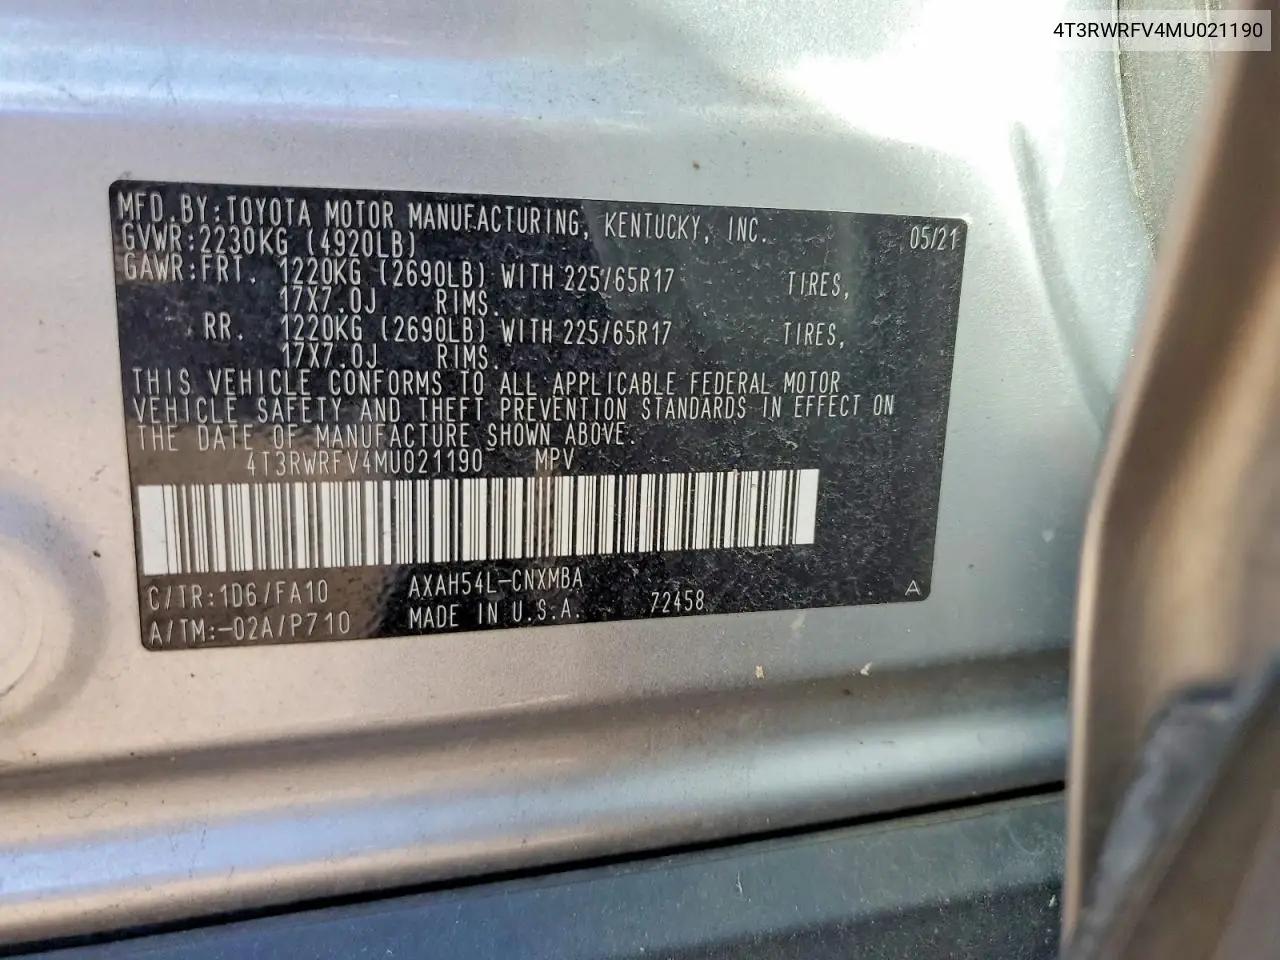 4T3RWRFV4MU021190
MFD.BY:TOYOTA MOTOR MANUFACTURING, KENTUCKY, INC. 05/21
GVWR:2230KG (4920LB)
GAWR:FRT. 1220KG (2690LB) WITH 225/65R17 TIRES,
17X7.0J RIMS.
RR. 1220KG (2690LB) WITH 225/65R17 TIRES,
17X7.0J RIMS.
THIS VEHICLE CONFORMS TO ALL APPLICABLE FEDERAL MOTOR
VEHICLE SAFETY AND THEFT PREVENTION STANDARDS IN EFFECT ON
THE DATE OF MANUFACTURE SHOWN ABOVE.
4T3RWRFV4MU021190 MPV
C/TR:1D6/FA10 AXAH54L-CNXMBA A
A/TM:-02A/P710 MADE IN U.S.A. 72458